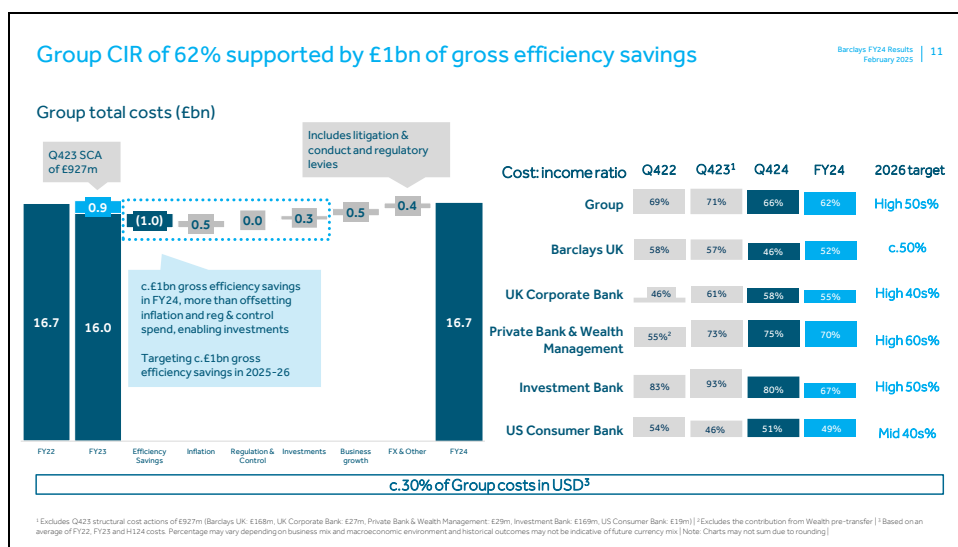 Group CIR of 62% supported by £1bn of gross efficiency savings
Barclays FY24 Results
February 2025
11
Group total costs (£bn)
Q423 SCA
of £927m
Includes litigation &
conduct and regulatory
levies
0.9
(1.0)
0.5
0.0
0.3
0.5
0.4
16.7
16.0
16.7
c.£1bn gross efficiency savings
in FY24, more than offsetting
inflation and reg & control
spend, enabling investments
Targeting c.£1bn gross
efficiency savings in 2025-26
FY22
FY23
Efficiency
Savings
Inflation
Regulation &
Control
Investments
Business
growth
FX & Other
FY24
Cost: income ratio Q422 Q423¹ Q424 FY24 2026 target
Group 69% 71% 66% 62% High 50s%
Barclays UK 58% 57% 46% 52% c.50%
UK Corporate Bank 46% 61% 58% 55% High 40s%
Private Bank & Wealth
Management 55%² 73% 75% 70% High 60s%
Investment Bank 83% 93% 80% 67% High 50s%
US Consumer Bank 54% 46% 51% 49% Mid 40s%
c.30% of Group costs in USD³
¹ Excludes Q423 structural cost actions of £927m (Barclays UK: £168m, UK Corporate Bank: £27m, Private Bank & Wealth Management: £29m, Investment Bank: £169m, US Consumer Bank: £19m) | ² Excludes the contribution from Wealth pre-transfer | ³ Based on an
average of FY22, FY23 and H124 costs. Percentage may vary depending on business mix and macroeconomic environment and historical outcomes may not be indicative of future currency mix | Note: Charts may not sum due to rounding |